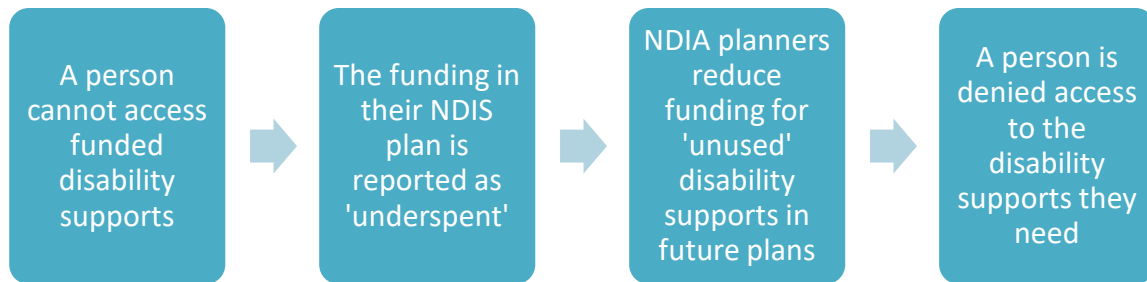 A person
cannot access
funded
disability
supports
The funding in
their NDIS
plan is
reported as
'underspent'
NDIA planners
reduce
funding for
'unused'
disability
supports in
future plans
A person is
denied access
to the
disability
supports they
need